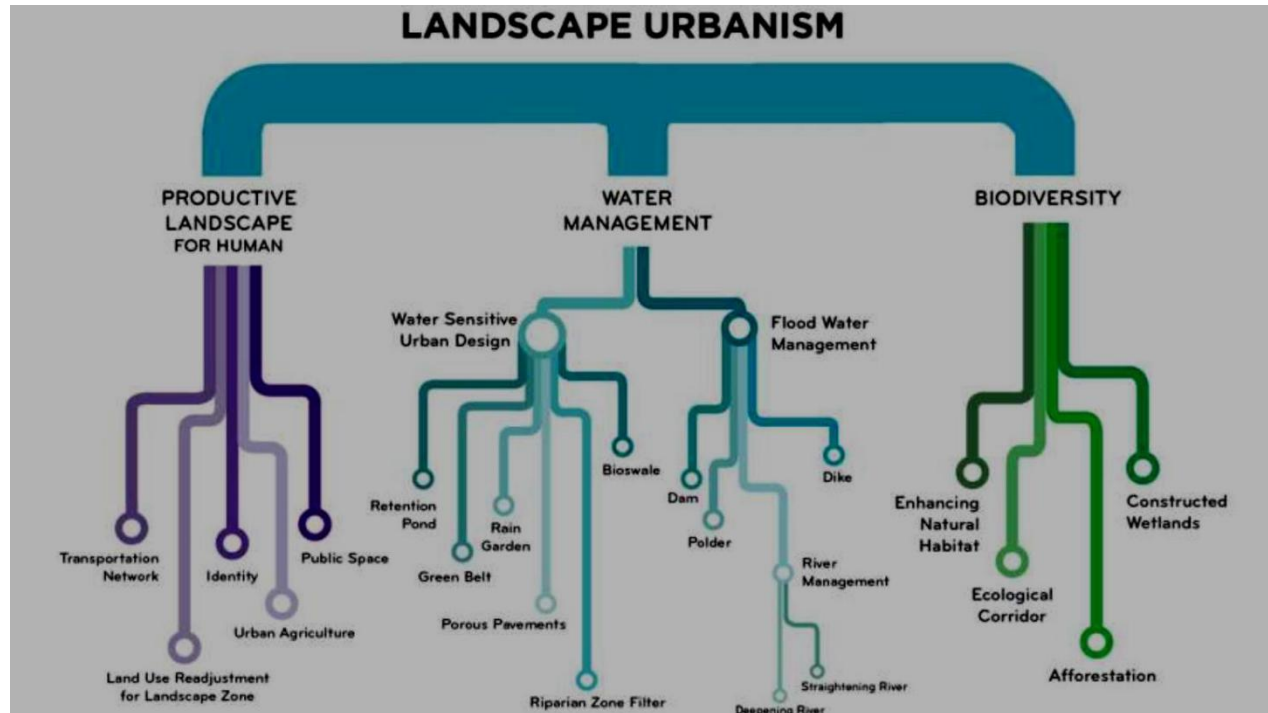 LANDSCAPE URBANISM
PRODUCTIVE
LANDSCAPE
FOR HUMAN
WATER
MANAGEMENT
BIODIVERSITY
Water Sensitive
Urban Design
Flood Water
Management
Transportation
Network
Land Use Readjustment
for Landscape Zone
Identity
Urban Agriculture
Public Space
Retention
Pond
Green Belt
Rain
Garden
Porous Pavements
Riparian Zone Filter
Bioswale
Dam
Polder
River
Management
Deepening River
Straightening River
Dike
Enhancing
Natural
Habitat
Ecological
Corridor
Afforestation
Constructed
Wetlands